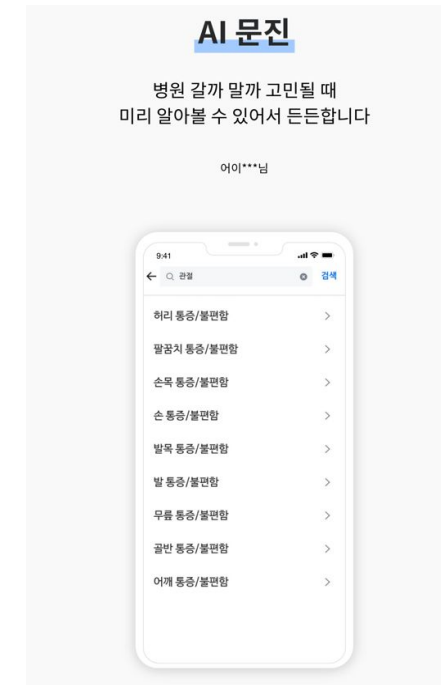 AI 문진
병원 갈까 말까 고민될 때
미리 알아볼 수 있어서 든든합니다
어이***님
9:41
관절 검색
허리 통증/불편함
팔꿈치 통증/불편함
손목 통증/불편함
손 통증/불편함
발목 통증/불편함
발 통증/불편함
무릎 통증/불편함
골반 통증/불편함
어깨 통증/불편함